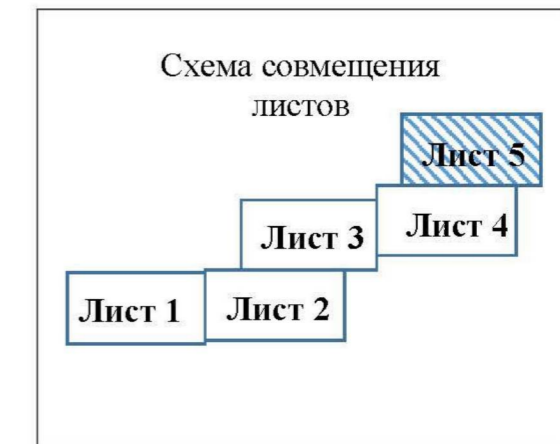 Схема совмещения
листов
Лист 5
Лист 4
Лист 3
Лист 2
Лист 1